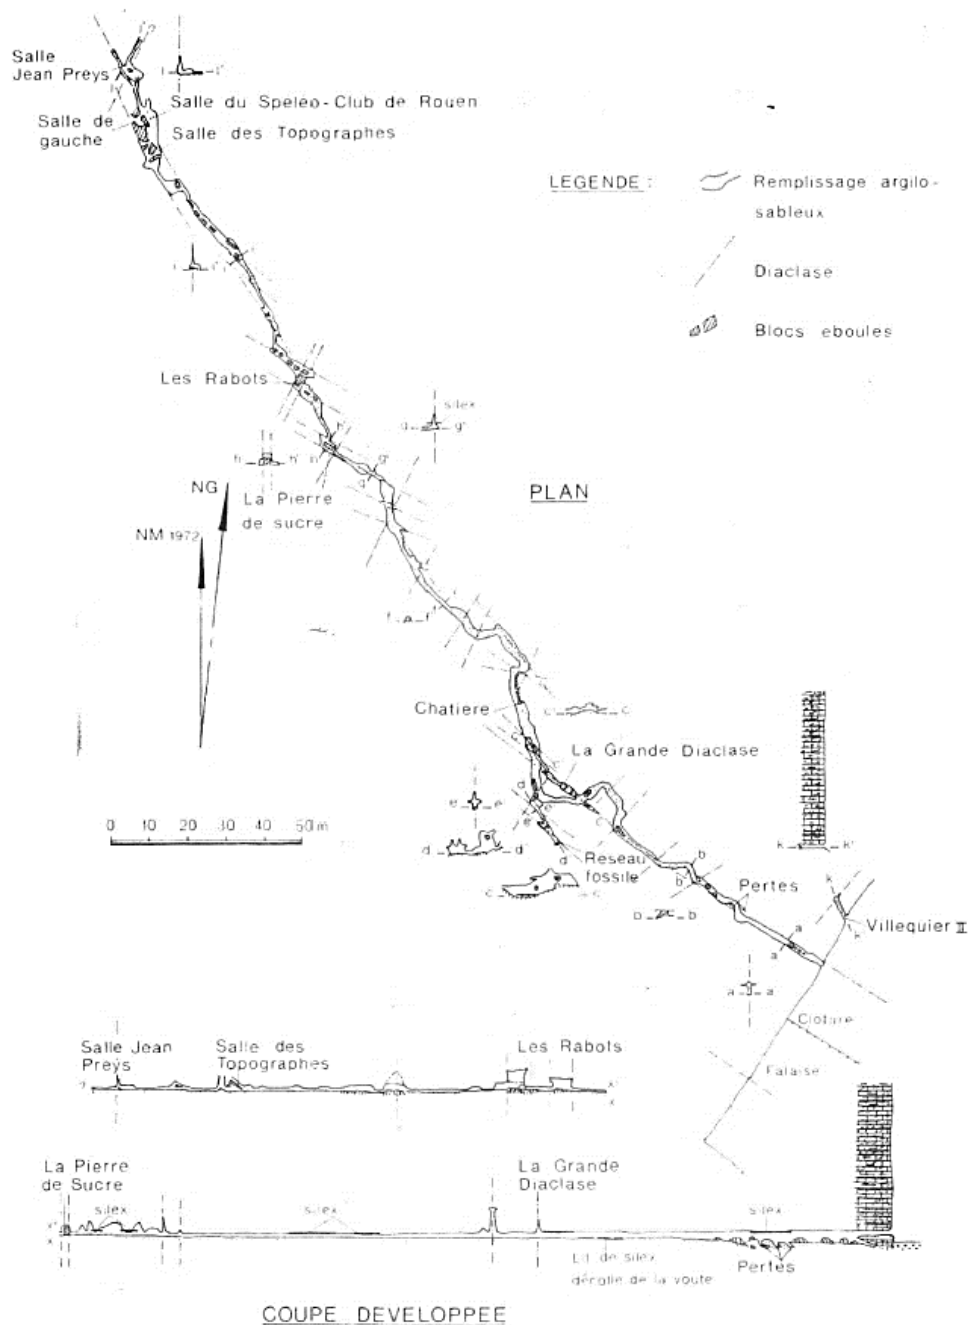 Salle
Jean Preys
Salle du Speleo-Club de Rouen
Salle de
gauche
Salle des Topographes
LEGENDE :
Remplissage argilo-
sableux
Diaclase
Blocs eboules
Les Rabots
silex
g g'
h h'
g'
La Pierre
de sucre
PLAN
NG
NM 1972
f f'
Chatiere
c c
La Grande Diaclase
e e'
d d'
Reseau
fossile
c c
0 10 20 30 40 50m
k k'
b
b'
b b
Pertes
k
k
Villequier II
a
a
a a
Cloture
Falaise
Salle Jean
Preys
Salle des
Topographes
Les Rabots
x'
x
La Pierre
de Sucre
La Grande
Diaclase
silex
silex
silex
x'
x
Lit de silex
décolle de la voute
Pertes
COUPE DEVELOPPEE